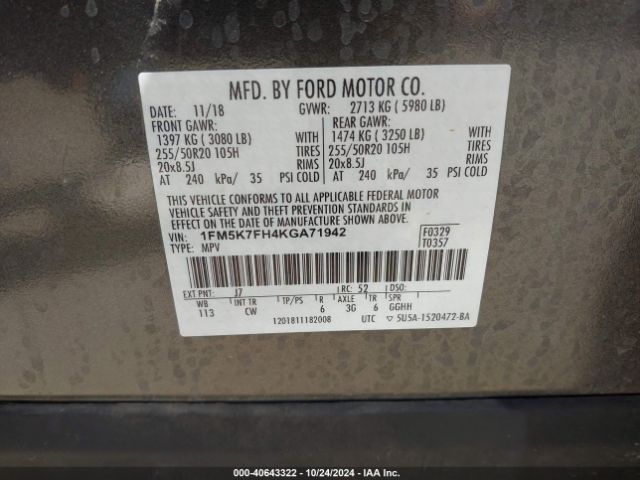 MFD. BY FORD MOTOR CO.
DATE: 11/18 GVWR: 2713 KG ( 5980 LB)
FRONT GAWR: REAR GAWR:
1397 KG ( 3080 LB) WITH 1474 KG ( 3250 LB) WITH
255/50R20 105H TIRES 255/50R20 105H TIRES
20x8.5J RIMS 20x8.5J RIMS
AT 240 kPa/ 35 PSI COLD AT 240 kPa/ 35 PSI COLD
THIS VEHICLE CONFORMS TO ALL APPLICABLE FEDERAL MOTOR
VEHICLE SAFETY AND THEFT PREVENTION STANDARDS IN
EFFECT ON THE DATE OF MANUFACTURE SHOWN ABOVE.
VIN: 1FM5K7FH4KGA71942 F0329
TYPE: MPV T0357
EXT PNT: J7 RC: 52 DSO:
WB INT TR TP/PS R AXLE TR SPR
113 CW 6 3G 6 GGHH
1201811182008 UTC ▽ 5U5A-1520472-BA
000-40643322 - 10/24/2024 - IAA Inc.